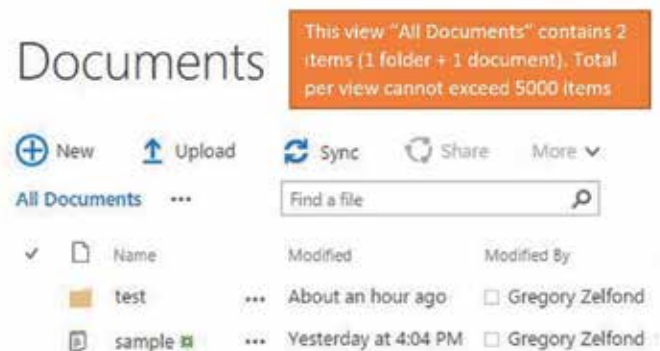 Documents
This view "All Documents" contains 2
items (1 folder + 1 document). Total
per view cannot exceed 5000 items
New Upload Sync Share More
All Documents ... Find a file
Name Modified Modified By
test ... About an hour ago Gregory Zelfond
sample ... Yesterday at 4:04 PM Gregory Zelfond